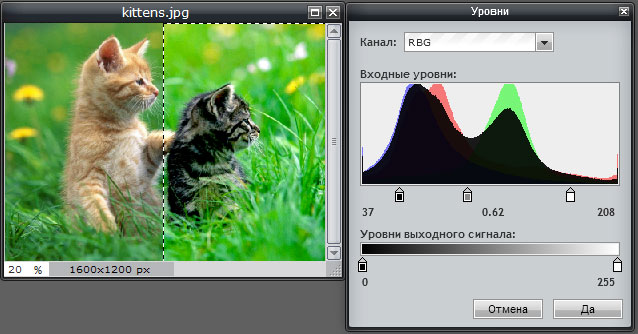 kittens.jpg
20 %
1600x1200 px
Уровни
Канал: RBG
Входные уровни:
37 0.62 208
Уровни выходного сигнала:
0 255
Отмена Да